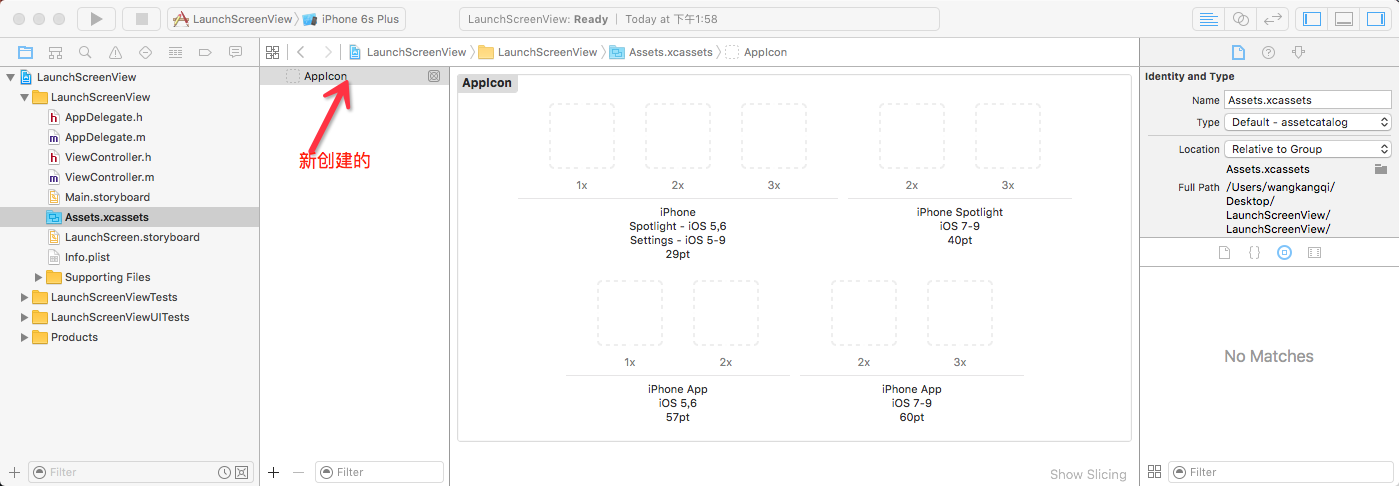 LaunchScreenView
iPhone 6s Plus
LaunchScreenView: Ready | Today at 下午1:58
LaunchScreenView
LaunchScreenView
Assets.xcassets
AppIcon
LaunchScreenView
LaunchScreenView
AppDelegate.h
AppDelegate.m
ViewController.h
ViewController.m
Main.storyboard
Assets.xcassets
LaunchScreen.storyboard
Info.plist
Supporting Files
LaunchScreenViewTests
LaunchScreenViewUITests
Products
Filter
AppIcon
新创建的
Filter
AppIcon
1x 2x 3x
iPhone
Spotlight - iOS 5,6
Settings - iOS 5-9
29pt
2x 3x
iPhone Spotlight
iOS 7-9
40pt
1x 2x
iPhone App
iOS 5,6
57pt
2x 3x
iPhone App
iOS 7-9
60pt
Show Slicing
Identity and Type
Name Assets.xcassets
Type Default - assetcatalog
Location Relative to Group
Assets.xcassets
Full Path /Users/wangkangqi/
Desktop/
LaunchScreenView/
LaunchScreenView/
No Matches
Filter